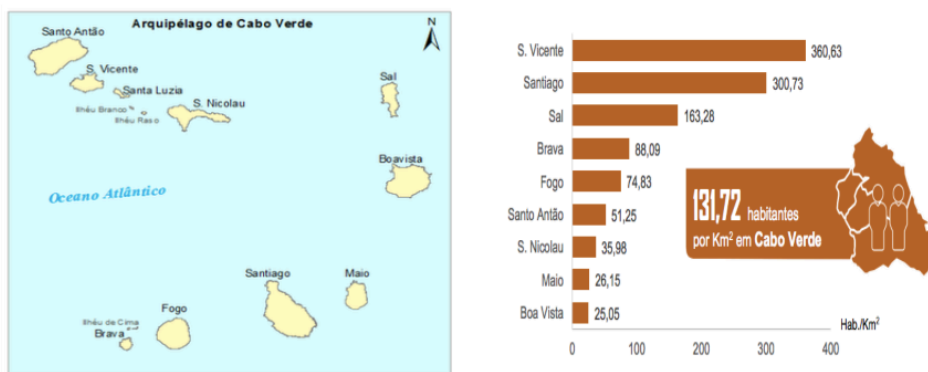 Arquipélago de Cabo Verde
N
Santo Antão
S. Vicente
Santa Luzia
Ilhéu Branco
Ilhéu Raso
S. Nicolau
Sal
Boavista
Oceano Atlântico
Santiago
Maio
Fogo
Ilhéu de Cima
Brava
S. Vicente 360,63
Santiago 300,73
Sal 163,28
Brava 88,09
Fogo 74,83
Santo Antão 51,25
S. Nicolau 35,98
Maio 26,15
Boa Vista 25,05
131,72 habitantes
por Km² em Cabo Verde
Hab./Km²
0 100 200 300 400